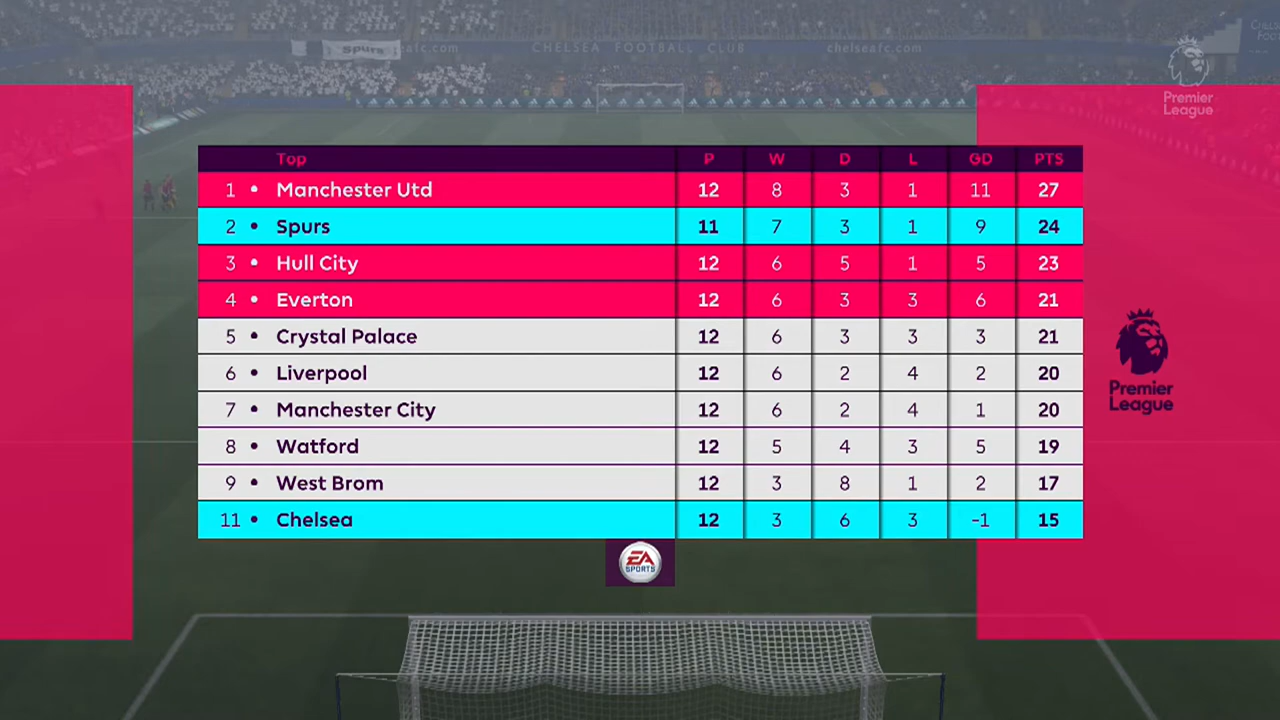 Spurs
eafc.com
CHELSEA FOOTBALL CLUB
chelseafc.com
Premier
League
Top P W D L GD PTS
1 • Manchester Utd 12 8 3 1 11 27
2 • Spurs 11 7 3 1 9 24
3 • Hull City 12 6 5 1 5 23
4 • Everton 12 6 3 3 6 21
5 • Crystal Palace 12 6 3 3 3 21
6 • Liverpool 12 6 2 4 2 20
7 • Manchester City 12 6 2 4 1 20
8 • Watford 12 5 4 3 5 19
9 • West Brom 12 3 8 1 2 17
11 • Chelsea 12 3 6 3 -1 15
Premier
League
EA
SPORTS